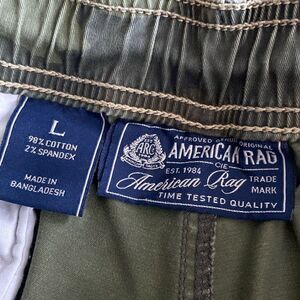 L
98% COTTON
2% SPANDEX
MADE IN
BANGLADESH
APPROVED DENIM ORIGINAL
ARC
AMERICAN RAG
CIE
EST. 1984
American Rag TRADE
MARK
TIME TESTED QUALITY